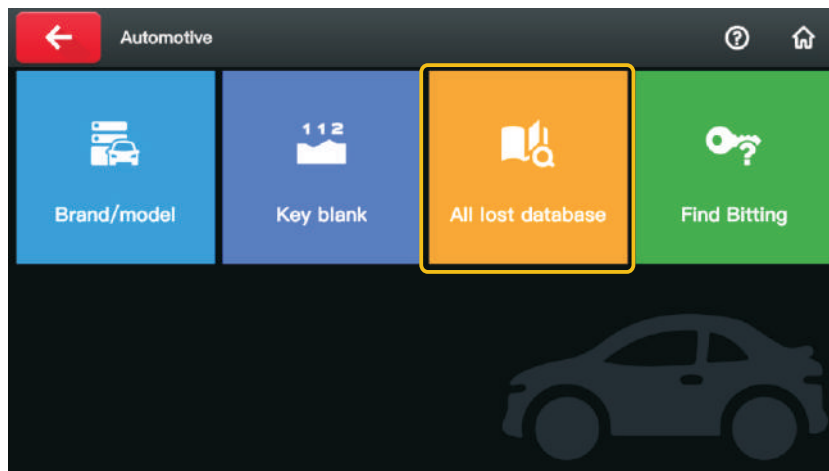 Automotive
112
Brand/model
Key blank
All lost database
Find Bitting